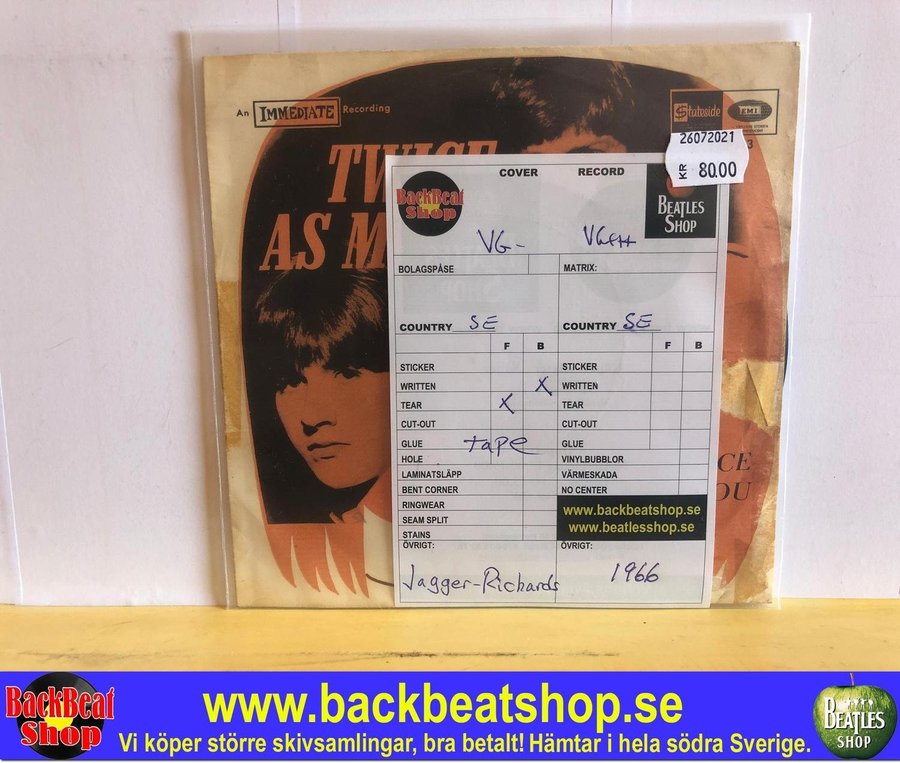 An IMMEDIATE Recording
Stateside
EMI
3
26072021
KR 80.00
TWICE
AS M
COVER RECORD
BackBeat
Shop
BEATLES
SHOP
VG- VG+++
BOLAGSPÅSE MATRIX:
COUNTRY SE COUNTRY SE
F B F B
STICKER STICKER
WRITTEN X WRITTEN
TEAR X TEAR
CUT-OUT CUT-OUT
GLUE tape GLUE
HOLE VINYLBUBBLOR
LAMINATSLÄPP VÄRMESKADA
BENT CORNER NO CENTER
RINGWEAR
SEAM SPLIT
STAINS
www.backbeatshop.se
www.beatlesshop.se
ÖVRIGT: ÖVRIGT:
Jagger-Richards 1966
CE
OU
BackBeat
Shop
www.backbeatshop.se
Vi köper större skivsamlingar, bra betalt! Hämtar i hela södra Sverige.
BEATLES
SHOP